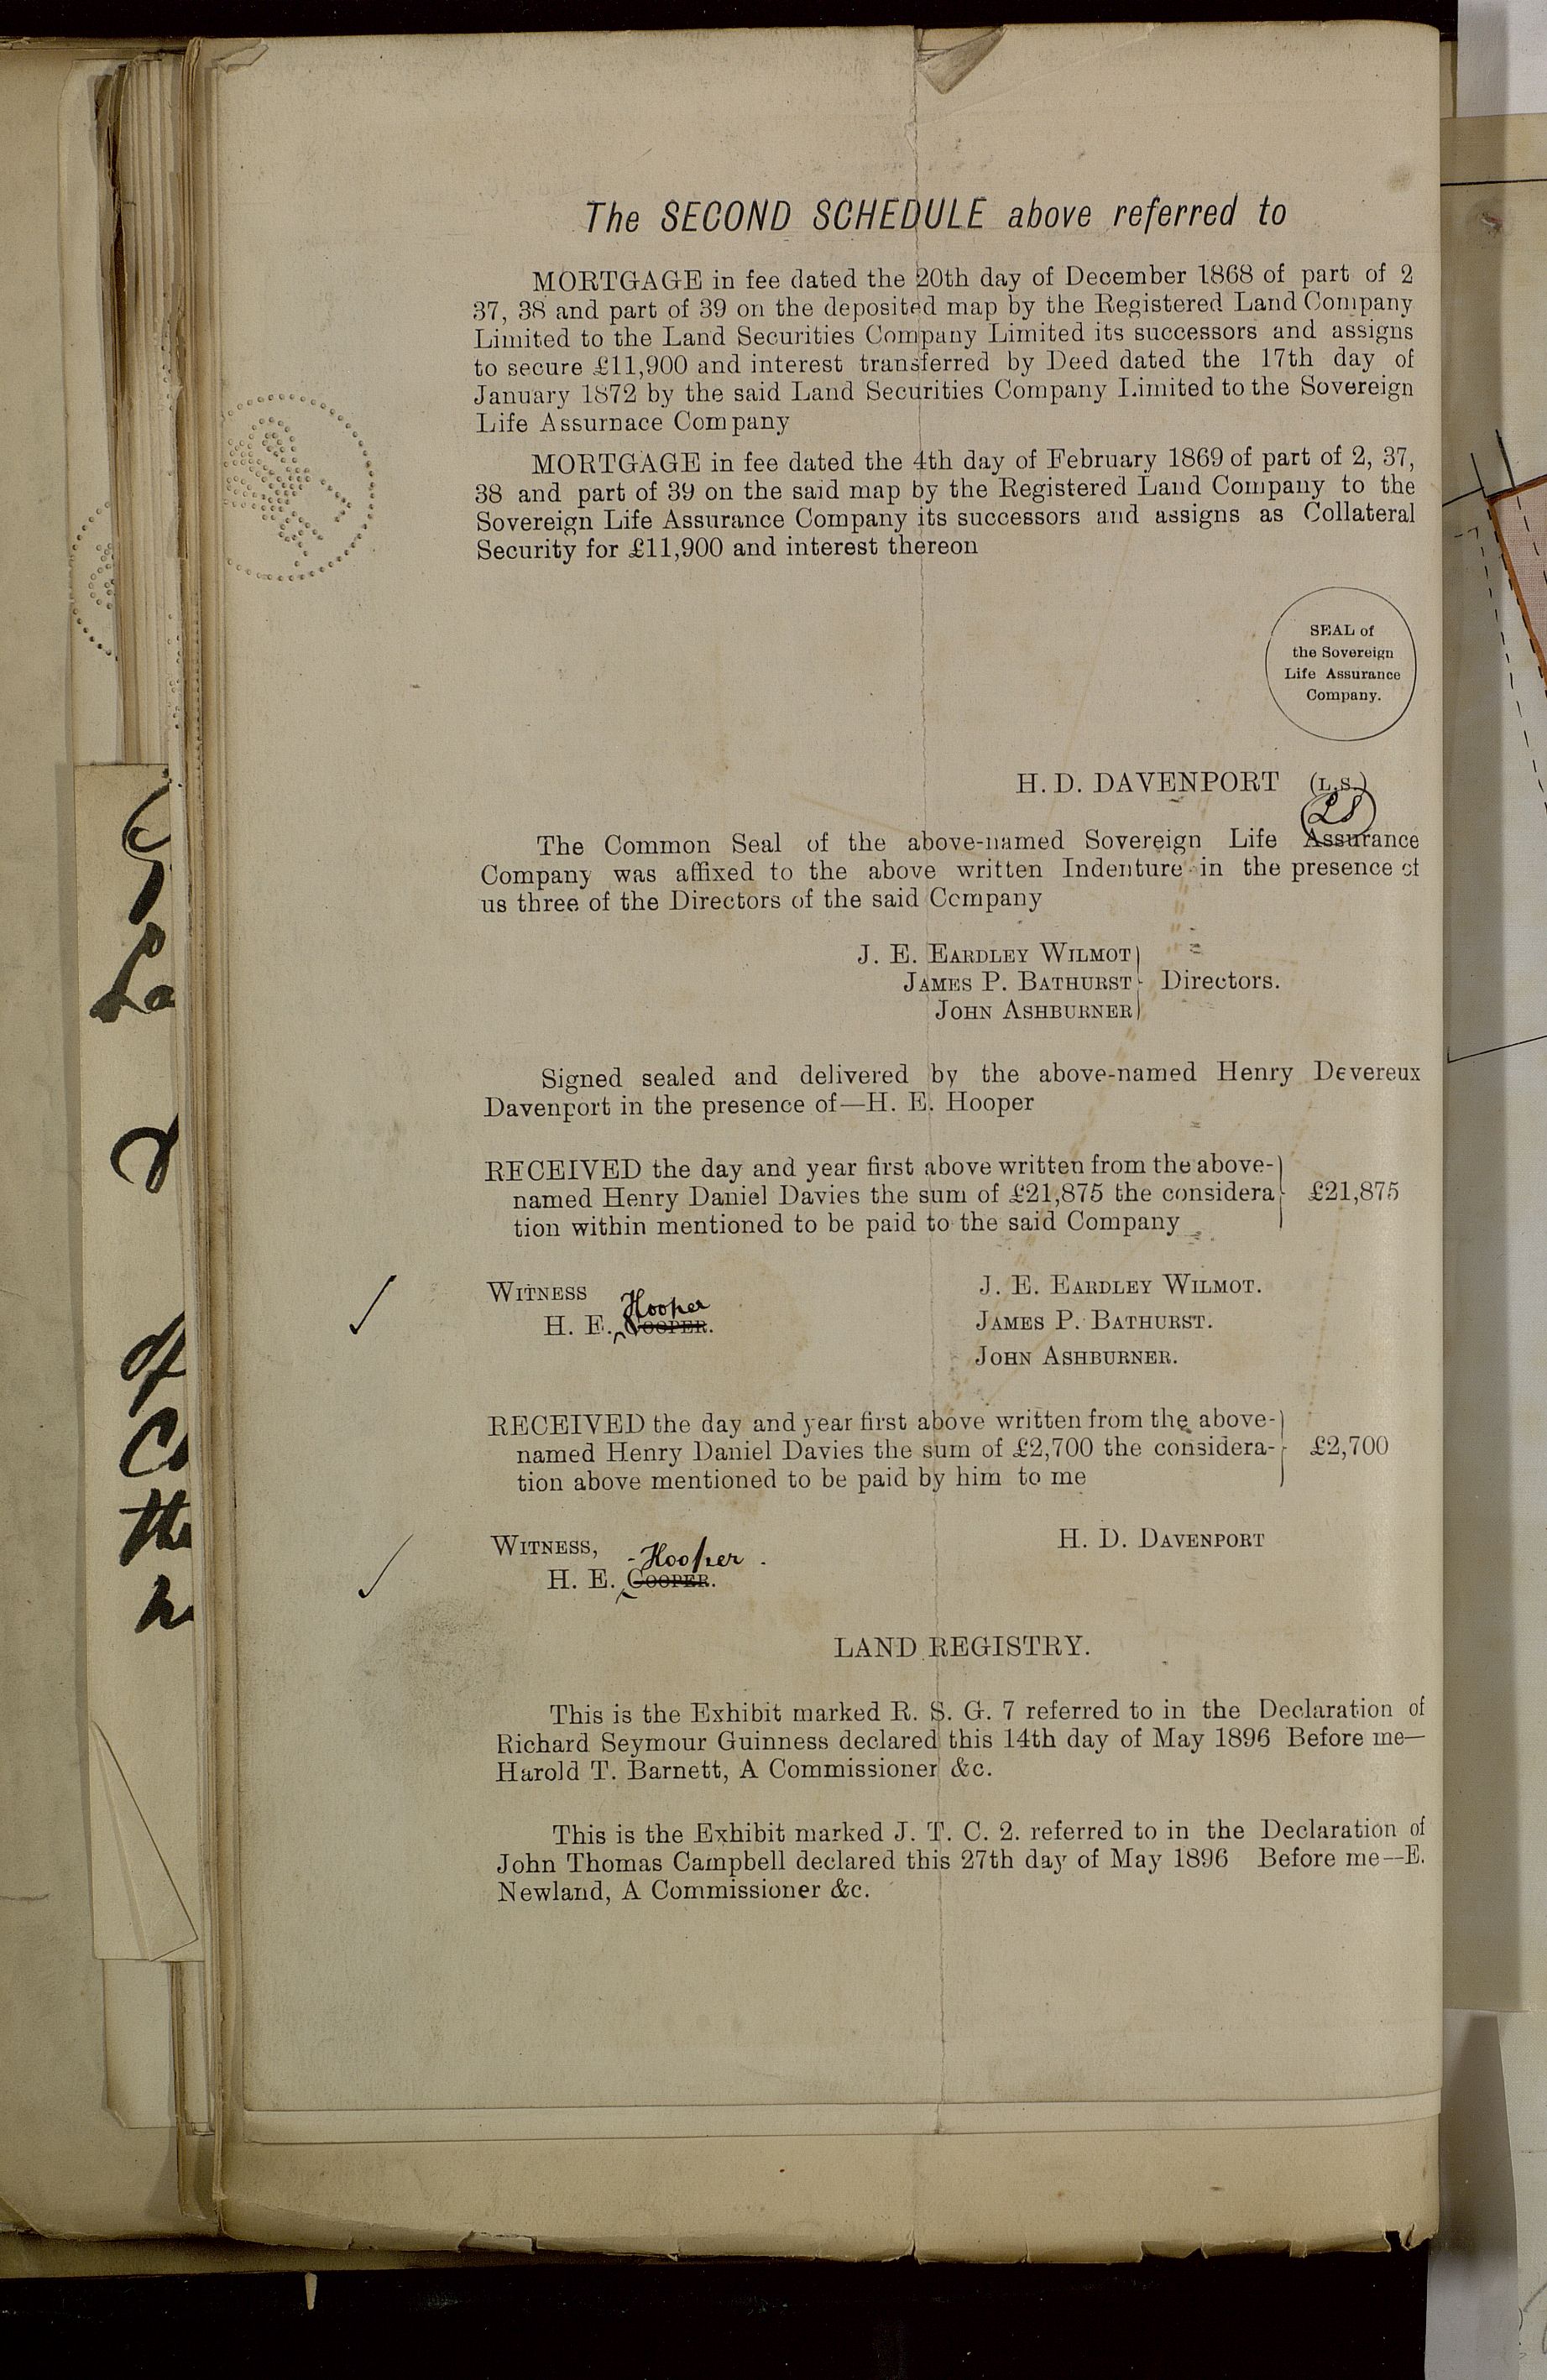 The SECOND SCHEDULE above referred to
MORTGAGE in fee dated the 20th day of December 1868 of part of 2
37, 38 and part of 39 on the deposited map by the Registered Land Company
Limited to the Land Securities Company Limited its successors and assigns
to secure £11,900 and interest transferred by Deed dated the 17th day of
January 1872 by the said Land Securities Company Limited to the Sovereign
Life Assurnace Company
MORTGAGE in fee dated the 4th day of February 1869 of part of 2, 37,
38 and part of 39 on the said map by the Registered Land Company to the
Sovereign Life Assurance Company its successors and assigns as Collateral
Security for £11,900 and interest thereon
SEAL of
the Sovereign
Life Assurance
Company.
H. D. DAVENPORT (L.S.)
LS
The Common Seal of the above-named Sovereign Life Assurance
Company was affixed to the above written Indenture in the presence of
us three of the Directors of the said Company
J. E. EARDLEY WILMOT
JAMES P. BATHURST Directors.
JOHN ASHBURNER
Signed sealed and delivered by the above-named Henry Devereux
Davenport in the presence of—H. E. Hooper
RECEIVED the day and year first above written from the above-
named Henry Daniel Davies the sum of £21,875 the considera £21,875
tion within mentioned to be paid to the said Company
WITNESS J. E. EARDLEY WILMOT.
Hooper
H. E. COOPER. JAMES P. BATHURST.
JOHN ASHBURNER.
RECEIVED the day and year first above written from the above-
named Henry Daniel Davies the sum of £2,700 the considera- £2,700
tion above mentioned to be paid by him to me
WITNESS, H. D. DAVENPORT
Hooper
H. E. COOPER.
LAND REGISTRY.
This is the Exhibit marked R. S. G. 7 referred to in the Declaration of
Richard Seymour Guinness declared this 14th day of May 1896 Before me—
Harold T. Barnett, A Commissioner &c.
This is the Exhibit marked J. T. C. 2. referred to in the Declaration of
John Thomas Campbell declared this 27th day of May 1896 Before me—E.
Newland, A Commissioner &c.